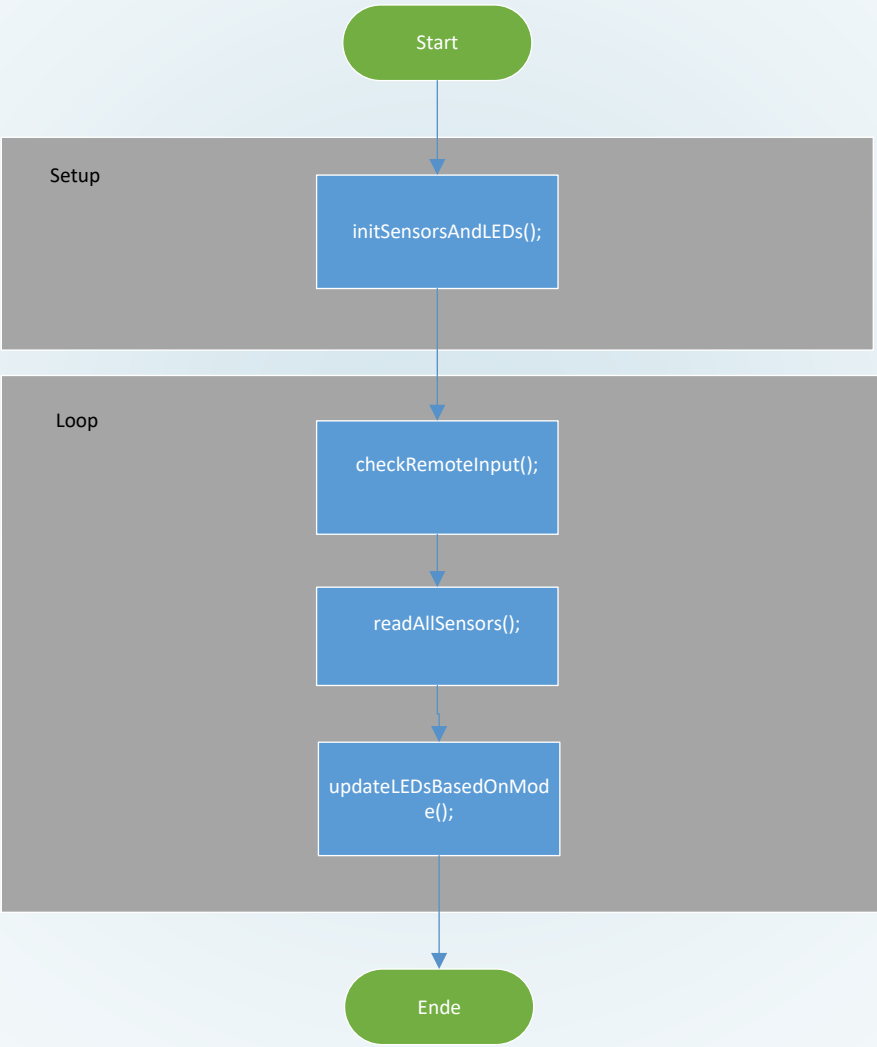 Start
Setup
initSensorsAndLEDs();
Loop
checkRemoteInput();
readAllSensors();
updateLEDsBasedOnMod
e();
Ende